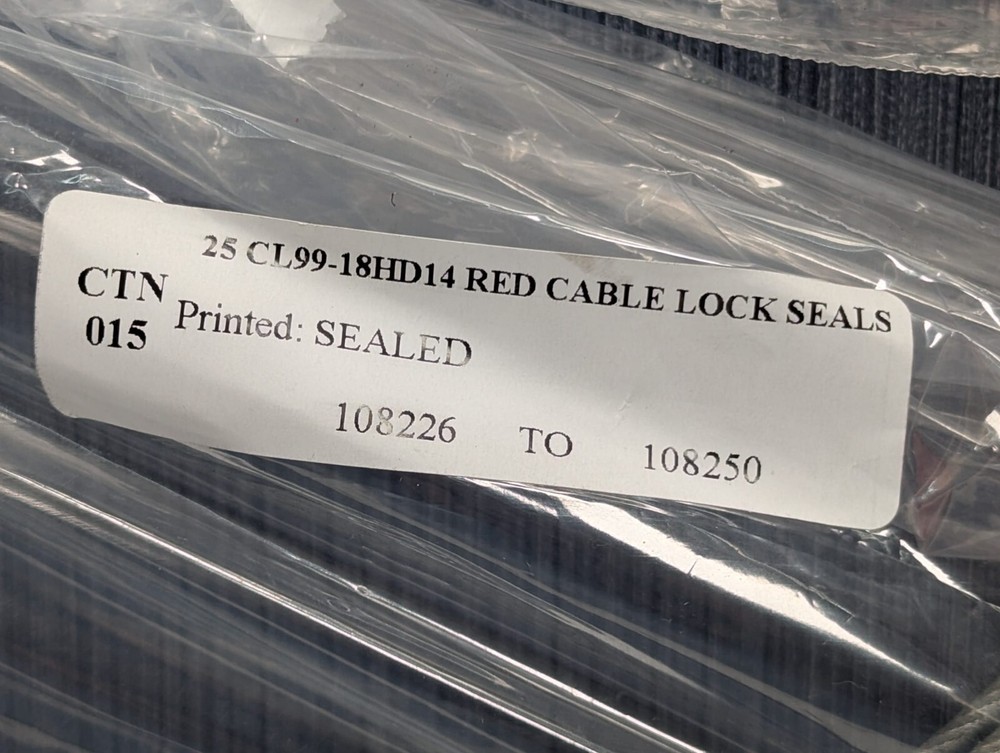 25 CL99-18HD14 RED CABLE LOCK SEALS
CTN
015
Printed: SEALED
108226 TO 108250